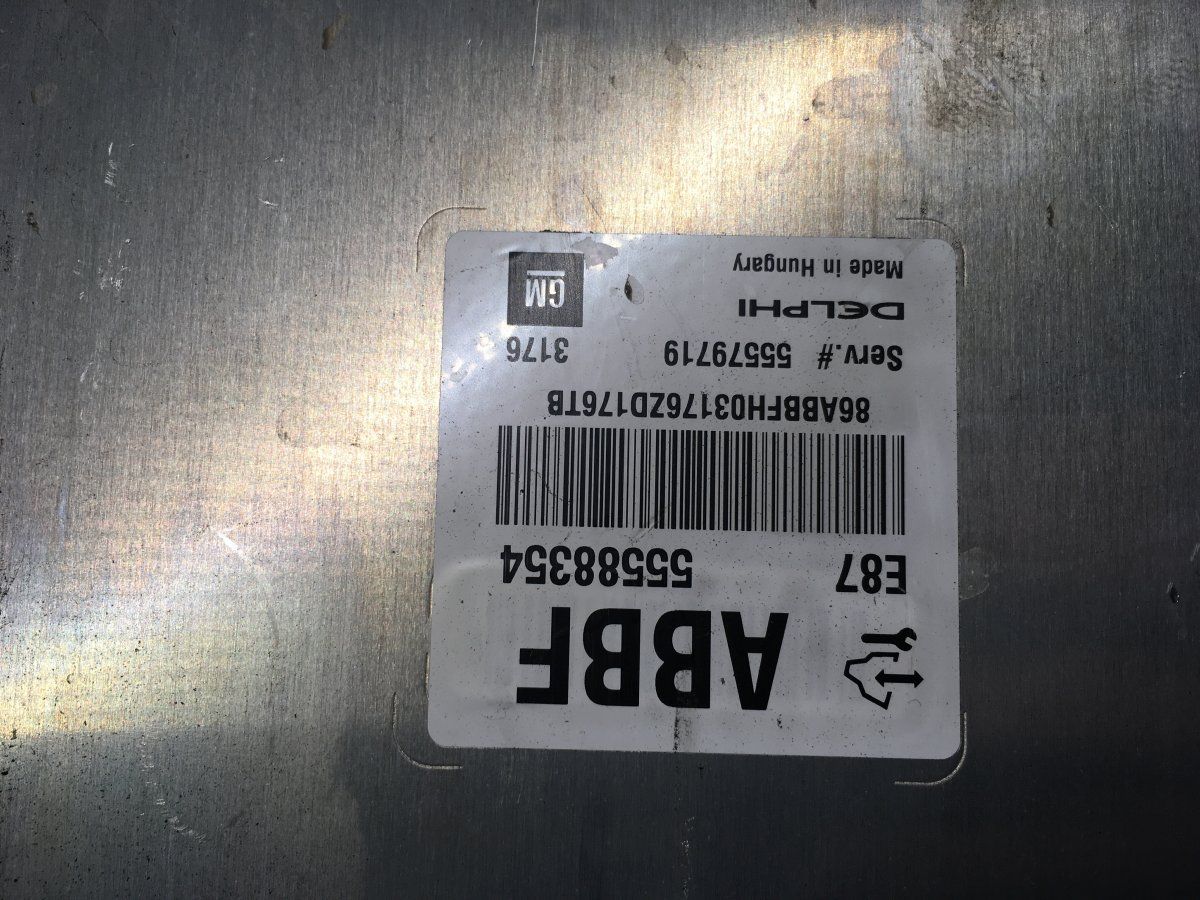 ABBF
E87 55588354
86ABBFH03176ZD176TB
Serv.# 55579719 3176
DELPHI
GM
Made in Hungary